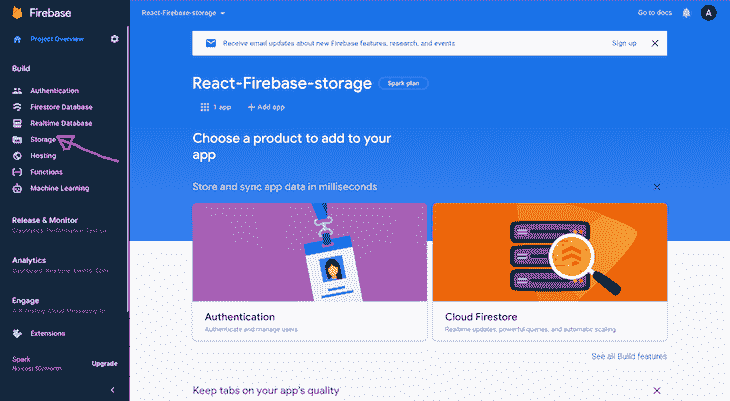 Firebase
Project Overview
Build
Authentication
Firestore Database
Realtime Database
Storage
Hosting
Functions
Machine Learning
Release & Monitor
Analytics
Engage
Extensions
Spark
Upgrade
React-Firebase-storage
Go to docs
A
Receive email updates about new Firebase features, research, and events
Sign up
React-Firebase-storage
Spark plan
1 app
+ Add app
Choose a product to add to your
app
Store and sync app data in milliseconds
Authentication
Authenticate and manage users
Cloud Firestore
Realtime updates, powerful queries, and automatic scaling
See all Build features
Keep tabs on your app's quality